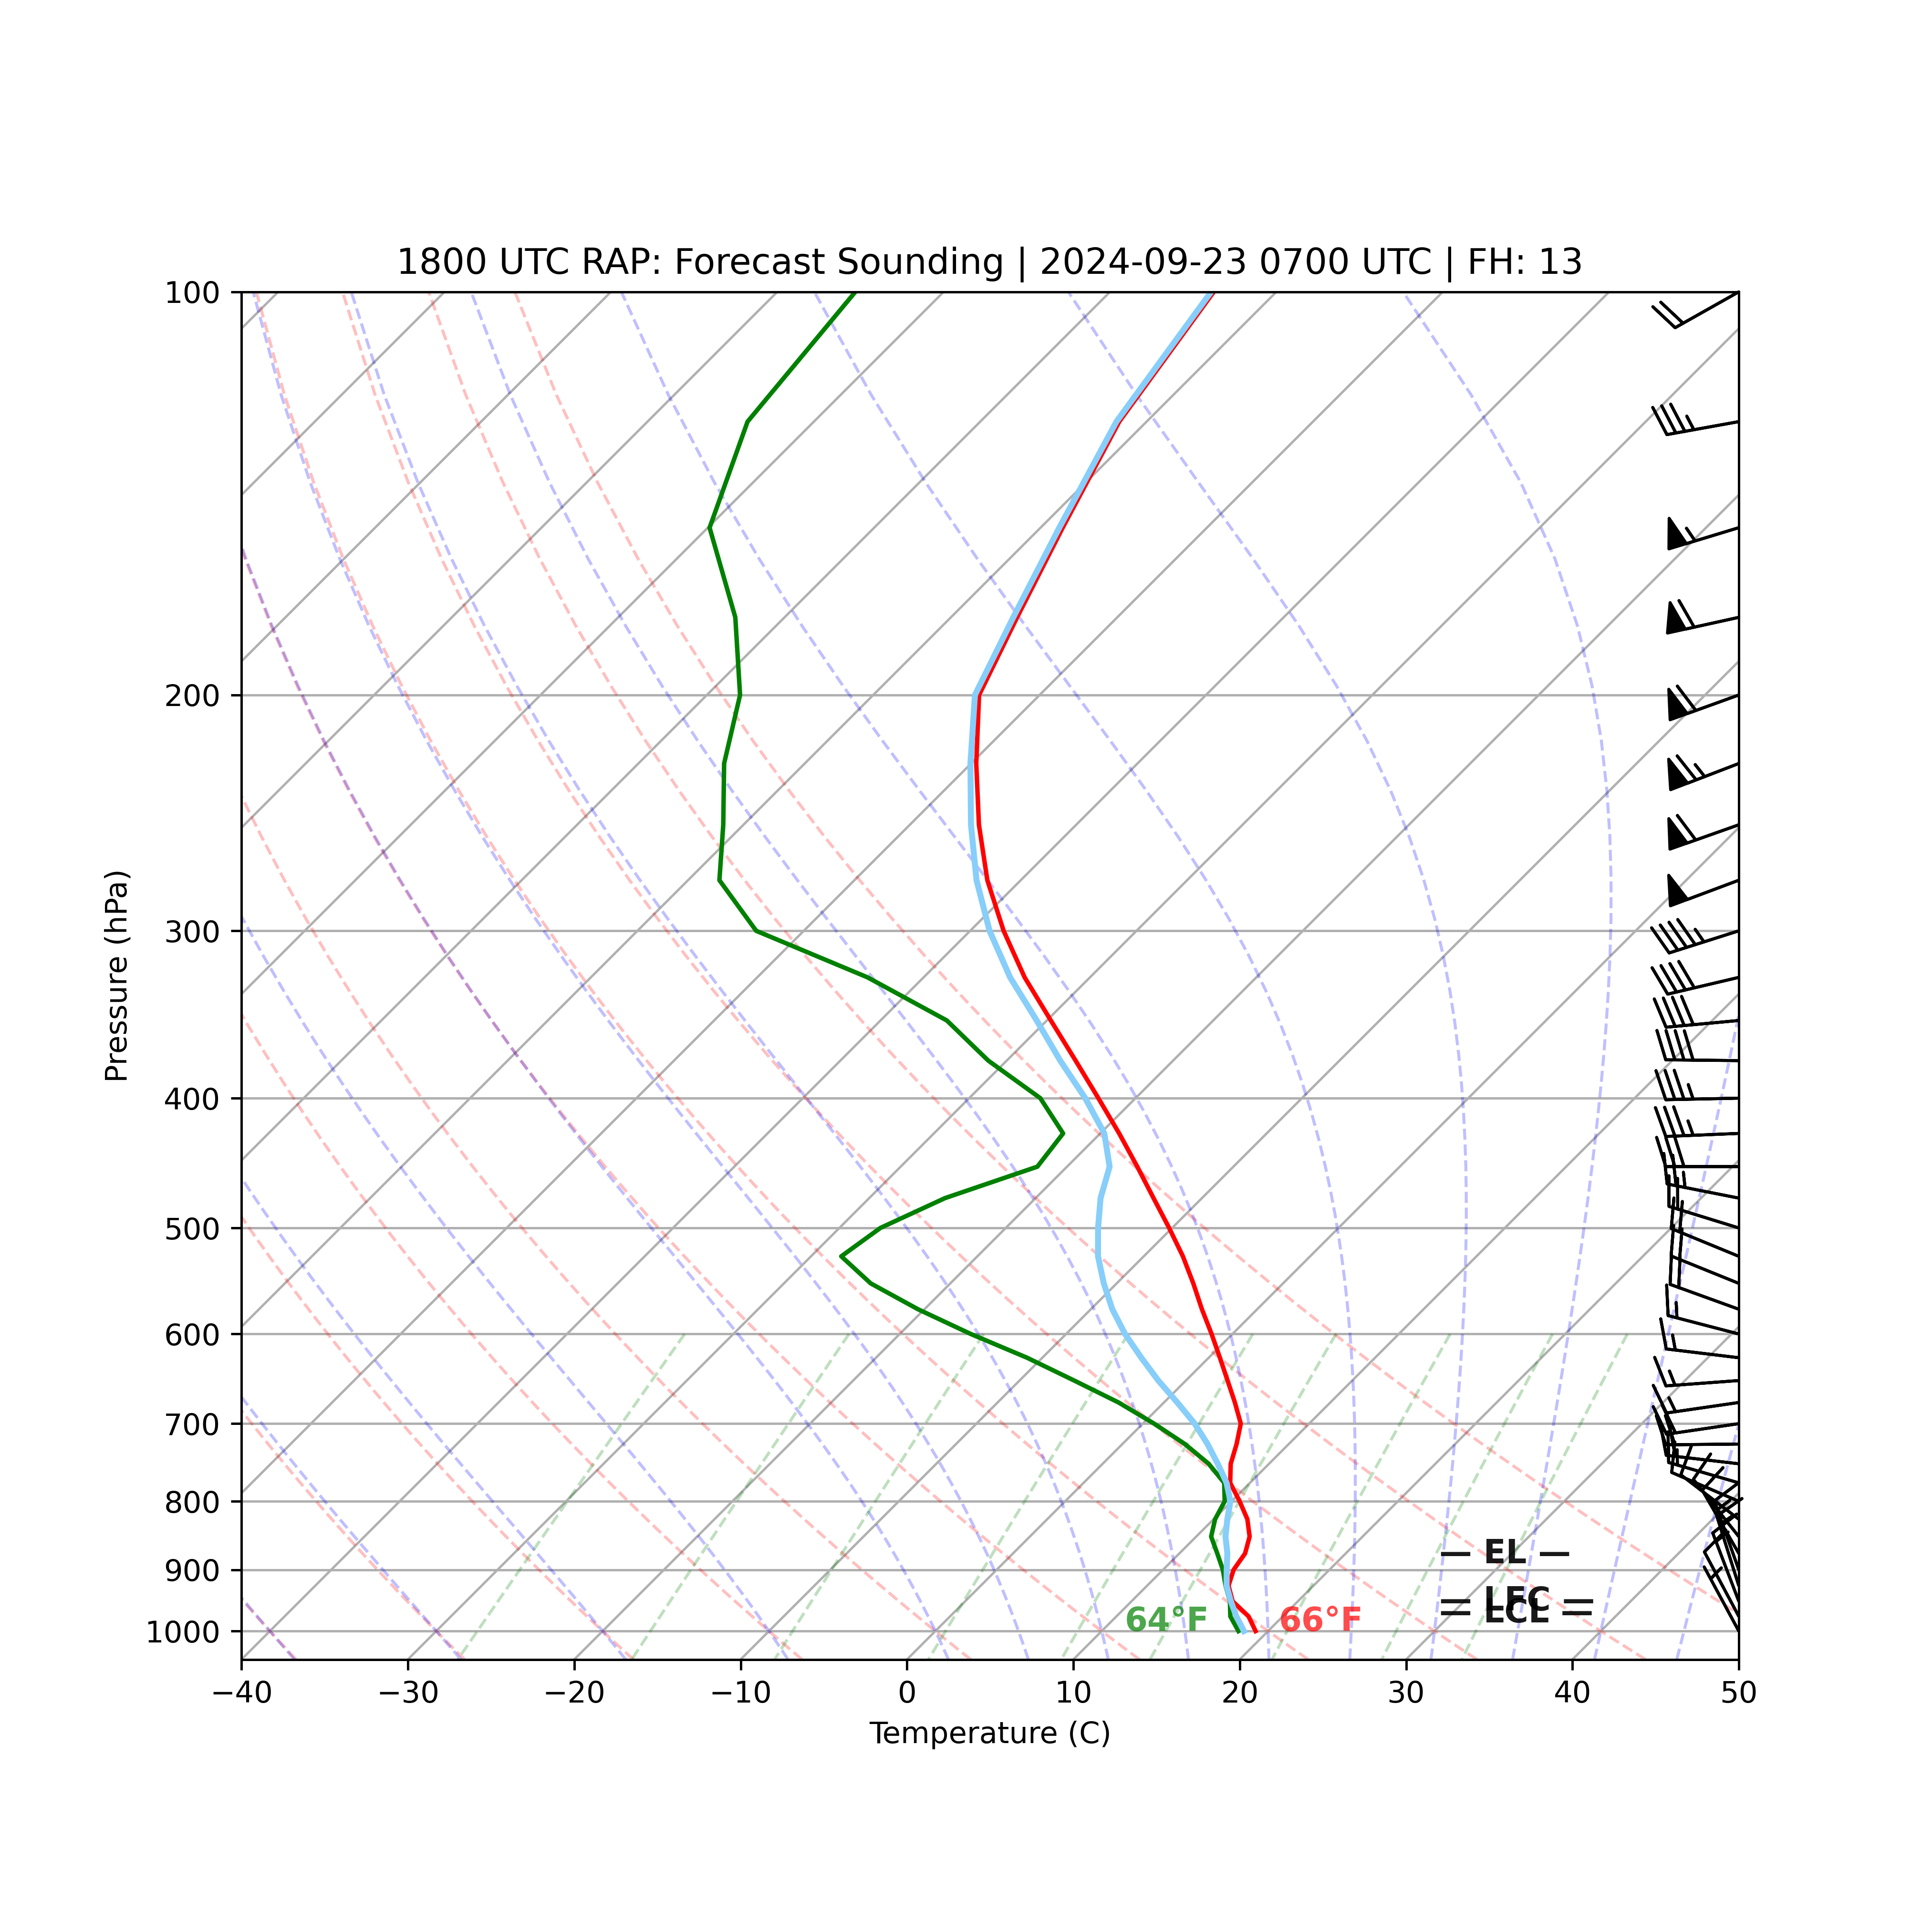 1800 UTC RAP: Forecast Sounding | 2024-09-23 0700 UTC | FH: 13
100
200
300
400
500
600
700
800
900
1000
Pressure (hPa)
— EL —
— LFC —
— LCL —
64°F
66°F
−40 −30 −20 −10 0 10 20 30 40 50
Temperature (C)